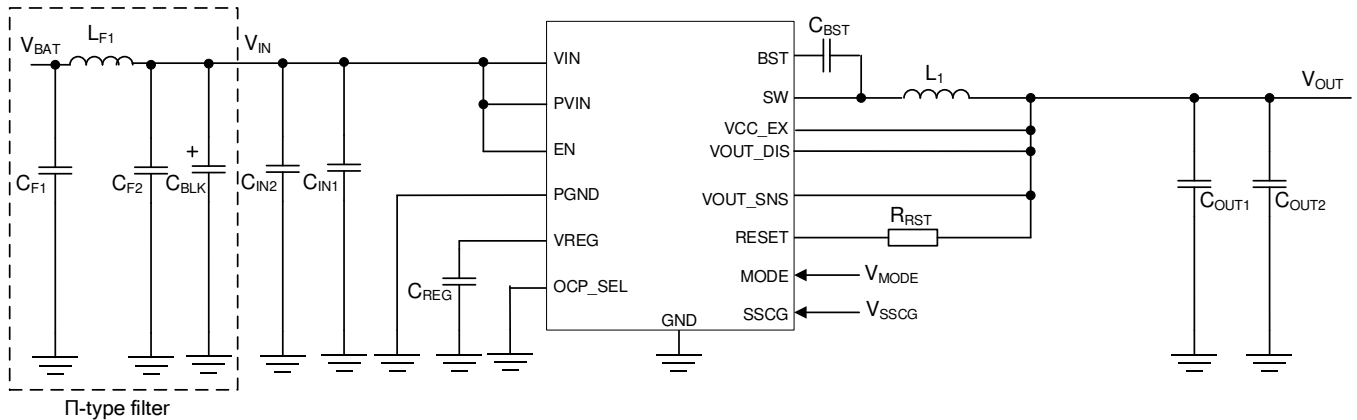 VBAT
LF1
VIN
CF1
CF2
+
CBLK
CIN2
CIN1
Π-type filter
CREG
VIN
PVIN
EN
PGND
VREG
OCP_SEL
GND
BST
SW
VCC_EX
VOUT_DIS
VOUT_SNS
RESET
MODE
SSCG
CBST
L1
RRST
VMODE
VSSCG
VOUT
COUT1
COUT2